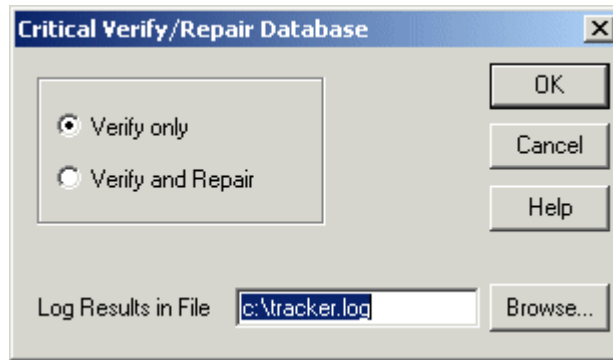 Critical Verify/Repair Database
OK
Verify only
Cancel
Verify and Repair
Help
Log Results in File c:\tracker.log Browse...